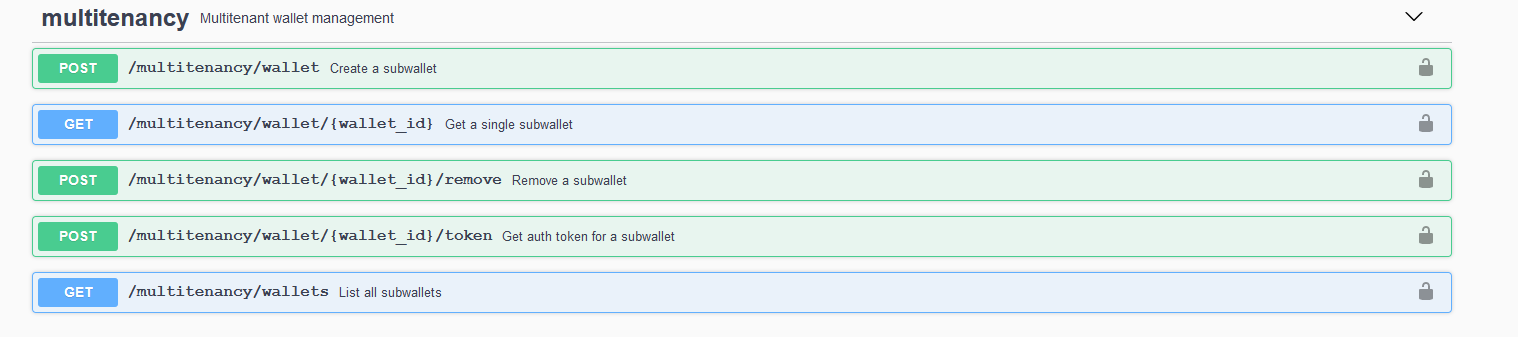 multitenancy Multitenant wallet management
POST /multitenancy/wallet Create a subwallet
GET /multitenancy/wallet/{wallet_id} Get a single subwallet
POST /multitenancy/wallet/{wallet_id}/remove Remove a subwallet
POST /multitenancy/wallet/{wallet_id}/token Get auth token for a subwallet
GET /multitenancy/wallets List all subwallets